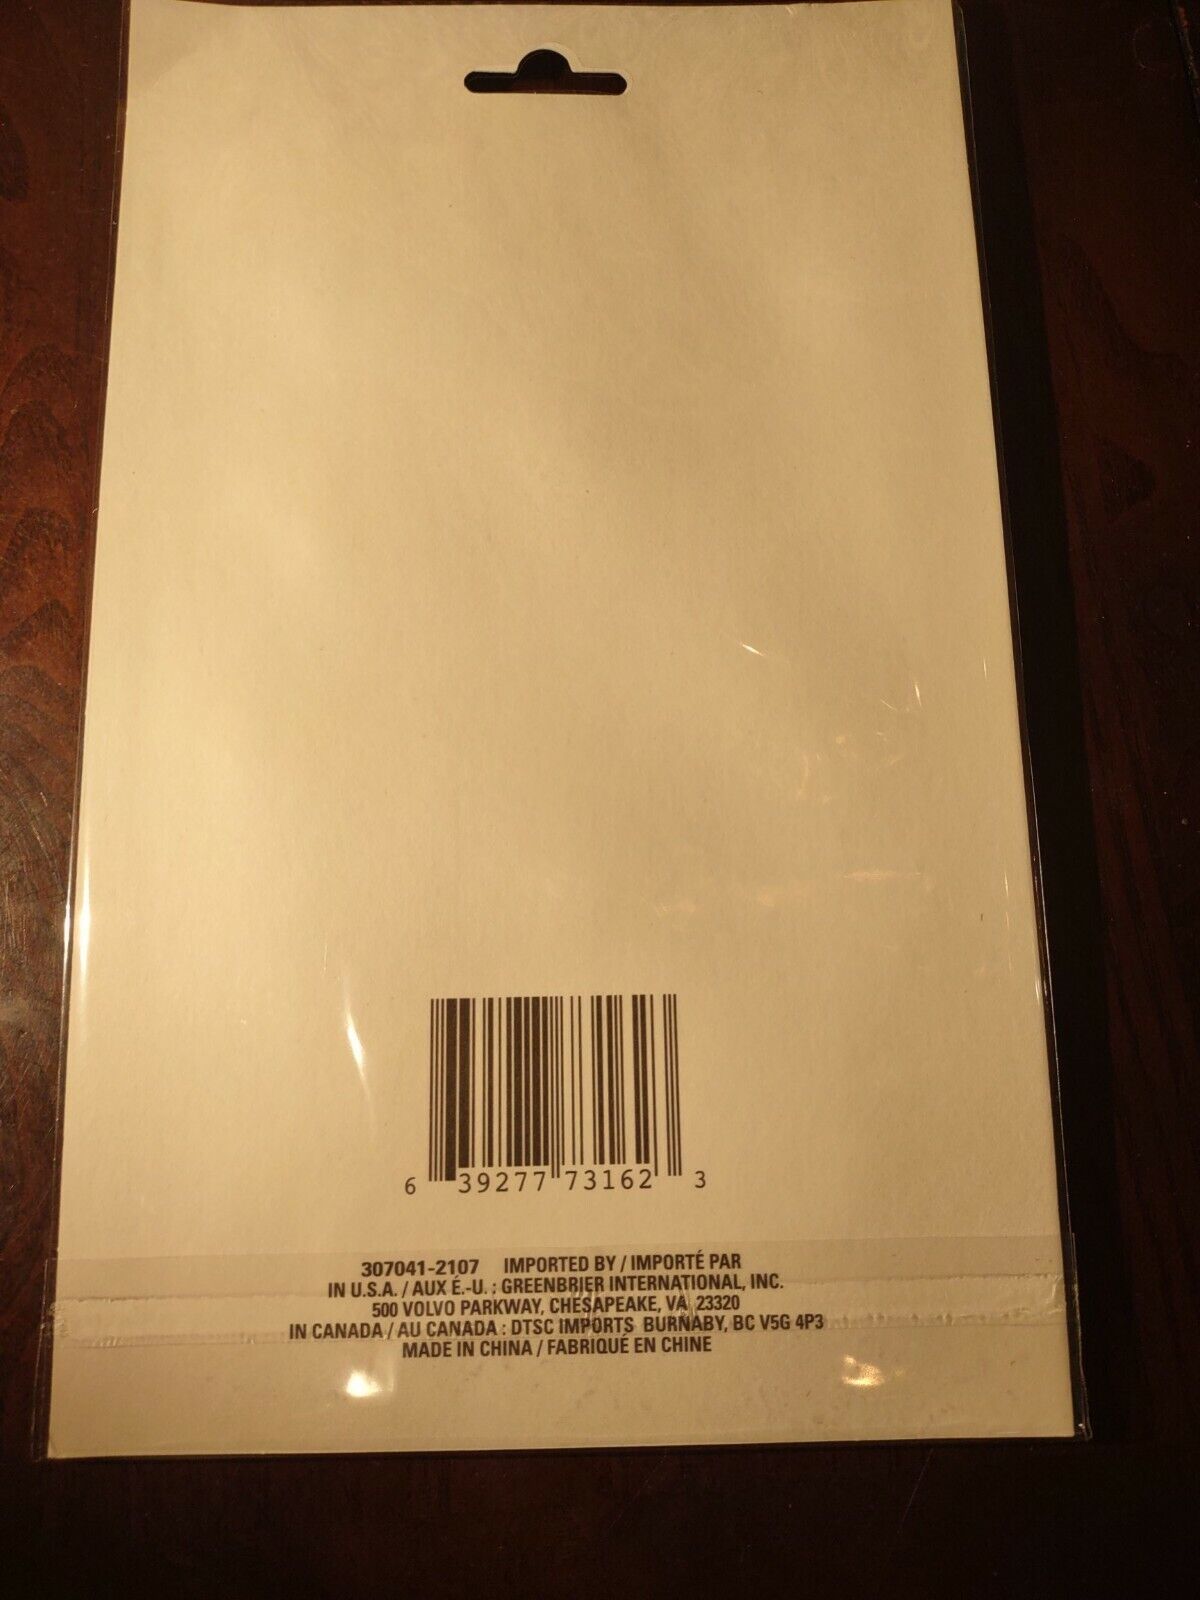 6 39277 73162 3
307041-2107 IMPORTED BY / IMPORTÉ PAR
IN U.S.A. / AUX É.-U. : GREENBRIER INTERNATIONAL, INC.
500 VOLVO PARKWAY, CHESAPEAKE, VA 23320
IN CANADA / AU CANADA : DTSC IMPORTS BURNABY, BC V5G 4P3
MADE IN CHINA / FABRIQUÉ EN CHINE